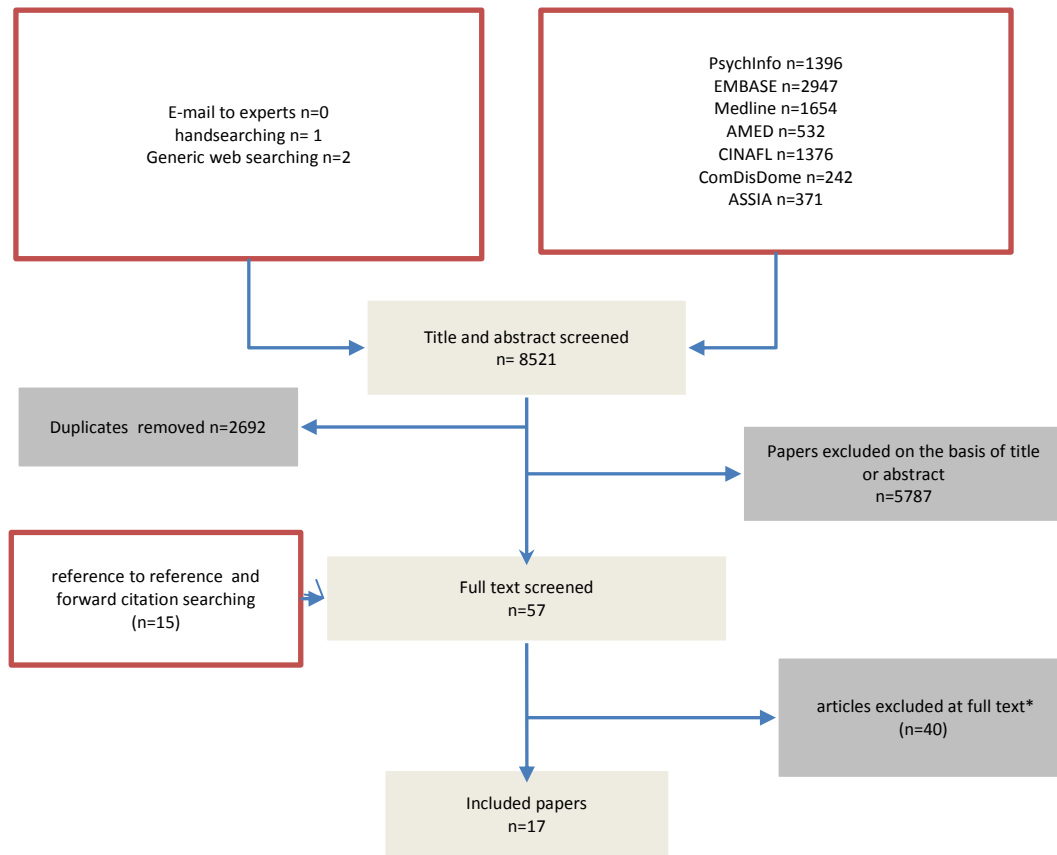 E-mail to experts n=0
handsearching n= 1
Generic web searching n=2
PsychInfo n=1396
EMBASE n=2947
Medline n=1654
AMED n=532
CINAFL n=1376
ComDisDome n=242
ASSIA n=371
Title and abstract screened
n= 8521
Duplicates removed n=2692
Papers excluded on the basis of title
or abstract
n=5787
reference to reference and
forward citation searching
(n=15)
Full text screened
n=57
articles excluded at full text*
(n=40)
Included papers
n=17